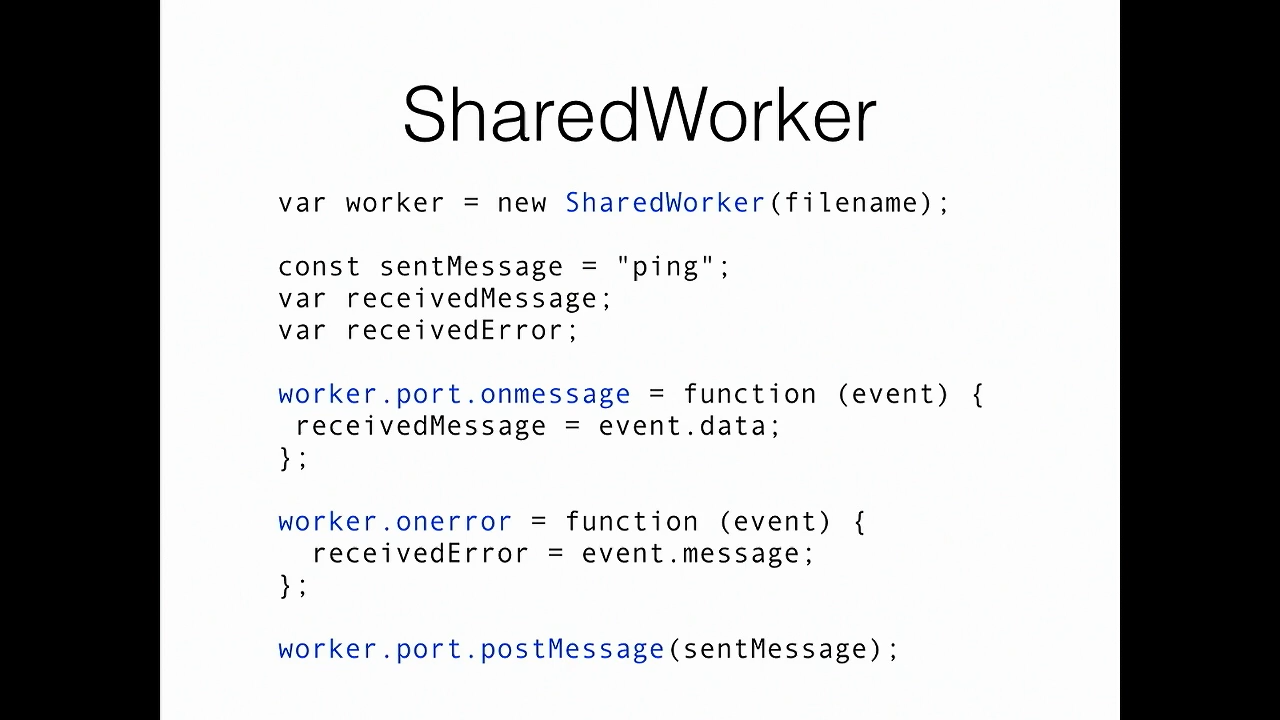 SharedWorker
var worker = new SharedWorker(filename);
const sentMessage = "ping";
var receivedMessage;
var receivedError;
worker.port.onmessage = function (event) {
 receivedMessage = event.data;
};
worker.onerror = function (event) {
  receivedError = event.message;
};
worker.port.postMessage(sentMessage);